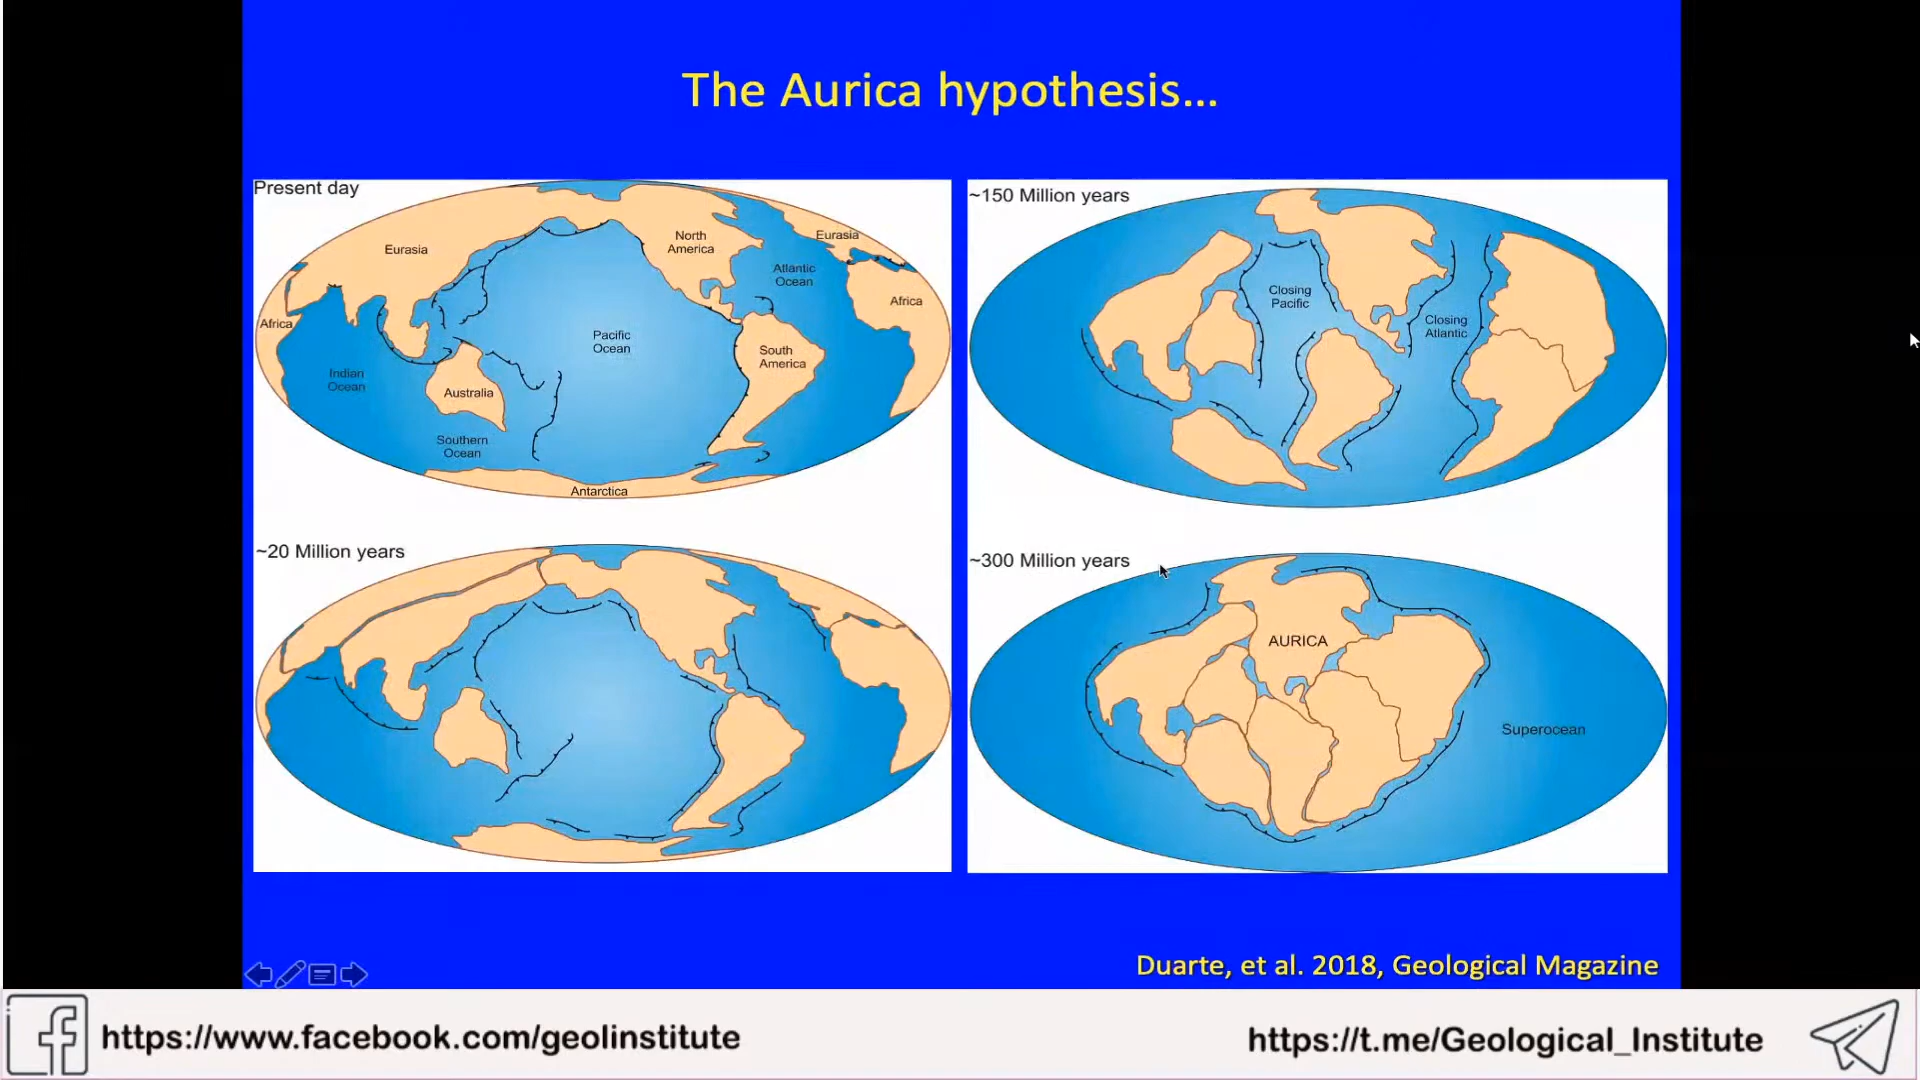 The Aurica hypothesis...
Present day
Eurasia
North
America
Eurasia
Atlantic
Ocean
Africa
Africa
Pacific
Ocean
South
America
Indian
Ocean
Australia
Southern
Ocean
Antarctica
~150 Million years
Closing
Pacific
Closing
Atlantic
~20 Million years
~300 Million years
AURICA
Superocean
Duarte, et al. 2018, Geological Magazine
https://www.facebook.com/geolinstitute
https://t.me/Geological_Institute